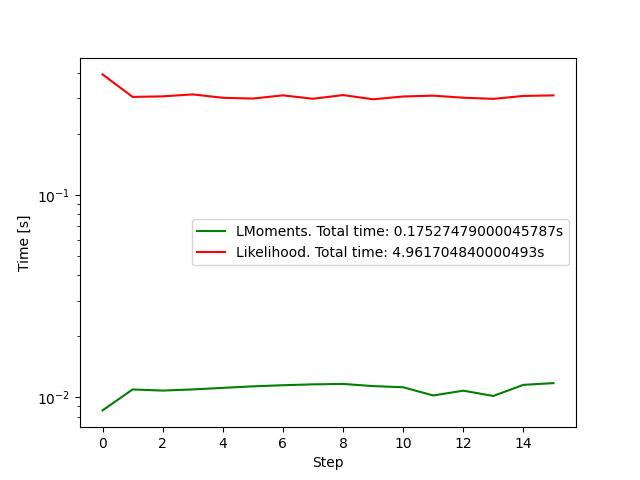 Time [s]
10⁻¹
10⁻²
LMoments. Total time: 0.17527479000045787s
Likelihood. Total time: 4.961704840000493s
0 2 4 6 8 10 12 14
Step